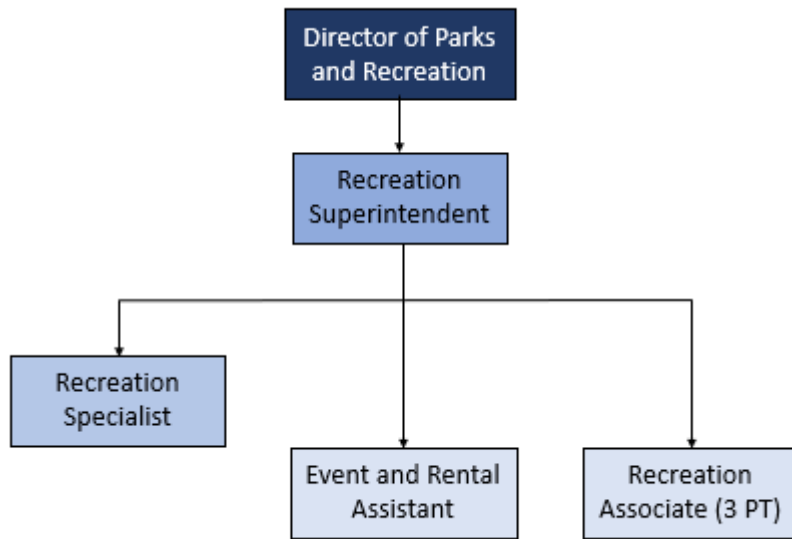 Director of Parks
and Recreation
Recreation
Superintendent
Recreation
Specialist
Event and Rental
Assistant
Recreation
Associate (3 PT)